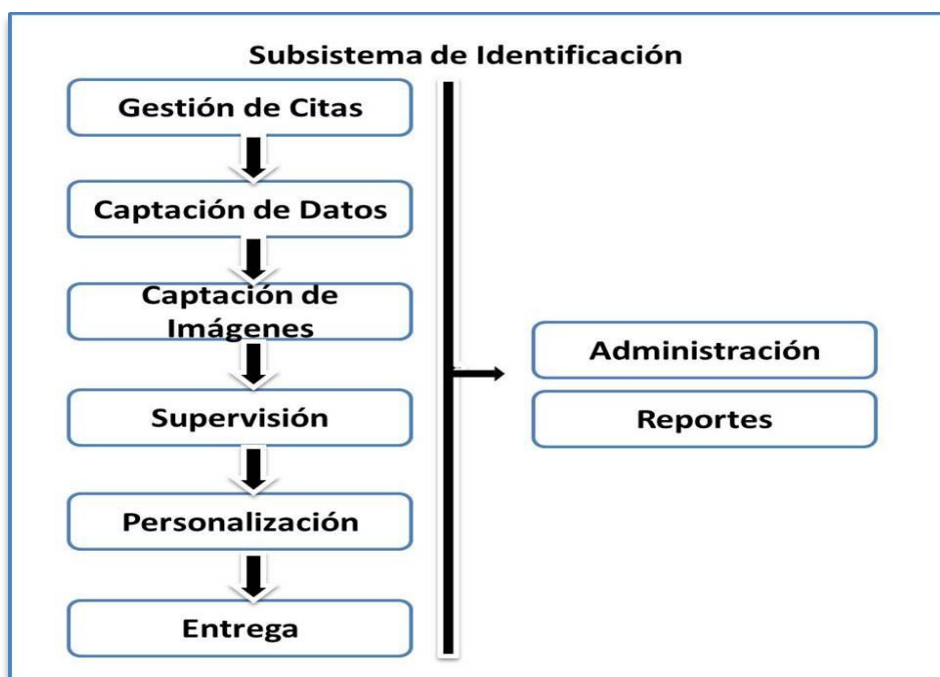 Subsistema de Identificación
Gestión de Citas
Captación de Datos
Captación de
Imágenes
Supervisión
Personalización
Entrega
Administración
Reportes